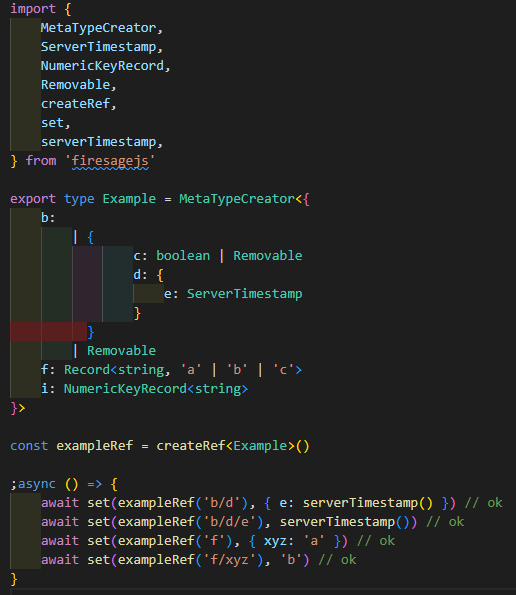 import {
    MetaTypeCreator,
    ServerTimestamp,
    NumericKeyRecord,
    Removable,
    createRef,
    set,
    serverTimestamp,
} from 'firesagejs'

export type Example = MetaTypeCreator<{
    b:
        | {
                c: boolean | Removable
                d: {
                    e: ServerTimestamp
                }
          }
        | Removable
    f: Record<string, 'a' | 'b' | 'c'>
    i: NumericKeyRecord<string>
}>

const exampleRef = createRef<Example>()

;async () => {
    await set(exampleRef('b/d'), { e: serverTimestamp() }) // ok
    await set(exampleRef('b/d/e'), serverTimestamp()) // ok
    await set(exampleRef('f'), { xyz: 'a' }) // ok
    await set(exampleRef('f/xyz'), 'b') // ok
}